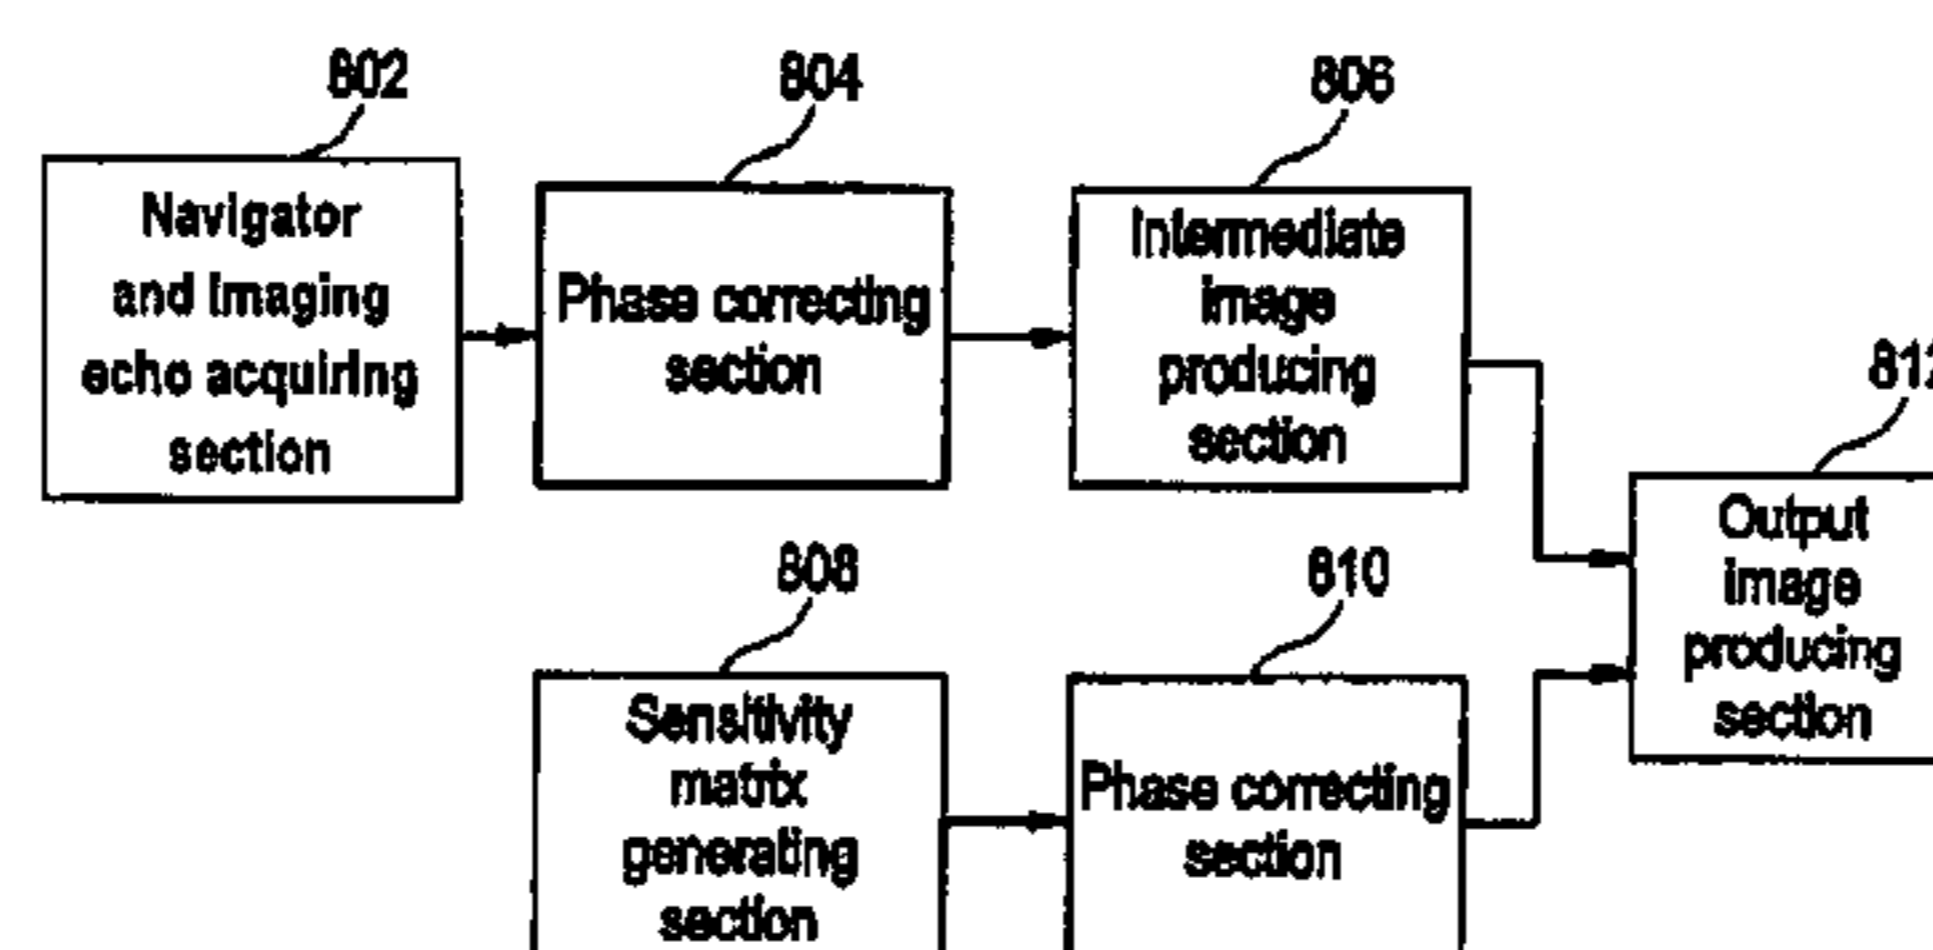 802
804
806
Navigator
and imaging
echo acquiring
section
Phase correcting
section
Intermediate
image
producing
section
812
Output
image
producing
section
808
810
Sensitivity
matrix
generating
section
Phase correcting
section